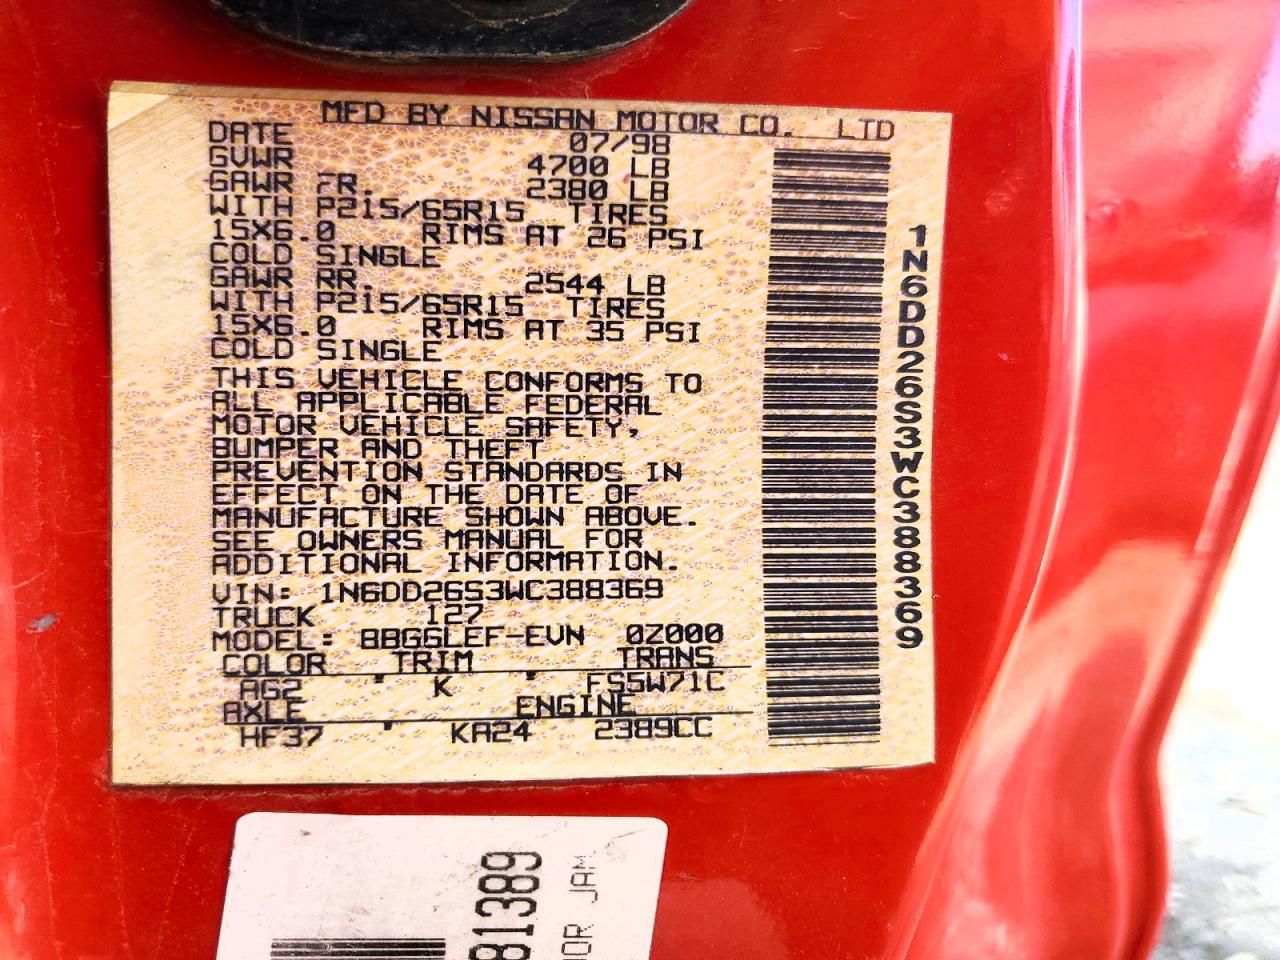 MFD BY NISSAN MOTOR CO. LTD
DATE 07/98
GVWR 4700 LB
GAWR FR. 2380 LB
WITH P215/65R15 TIRES
15X6.0 RIMS AT 26 PSI
COLD SINGLE
GAWR RR. 2544 LB
WITH P215/65R15 TIRES
15X6.0 RIMS AT 35 PSI
COLD SINGLE
THIS VEHICLE CONFORMS TO
ALL APPLICABLE FEDERAL
MOTOR VEHICLE SAFETY,
BUMPER AND THEFT
PREVENTION STANDARDS IN
EFFECT ON THE DATE OF
MANUFACTURE SHOWN ABOVE.
SEE OWNERS MANUAL FOR
ADDITIONAL INFORMATION.
VIN: 1N6DD26S3WC388369
TRUCK I27
MODEL: BBGSLEF-EVN 0Z000
COLOR TRIM TRANS
AG2 K FS5W71C
AXLE ENGINE
HF37 KA24 2389CC
1N6DD26S3WC388369
81389
OR JAM